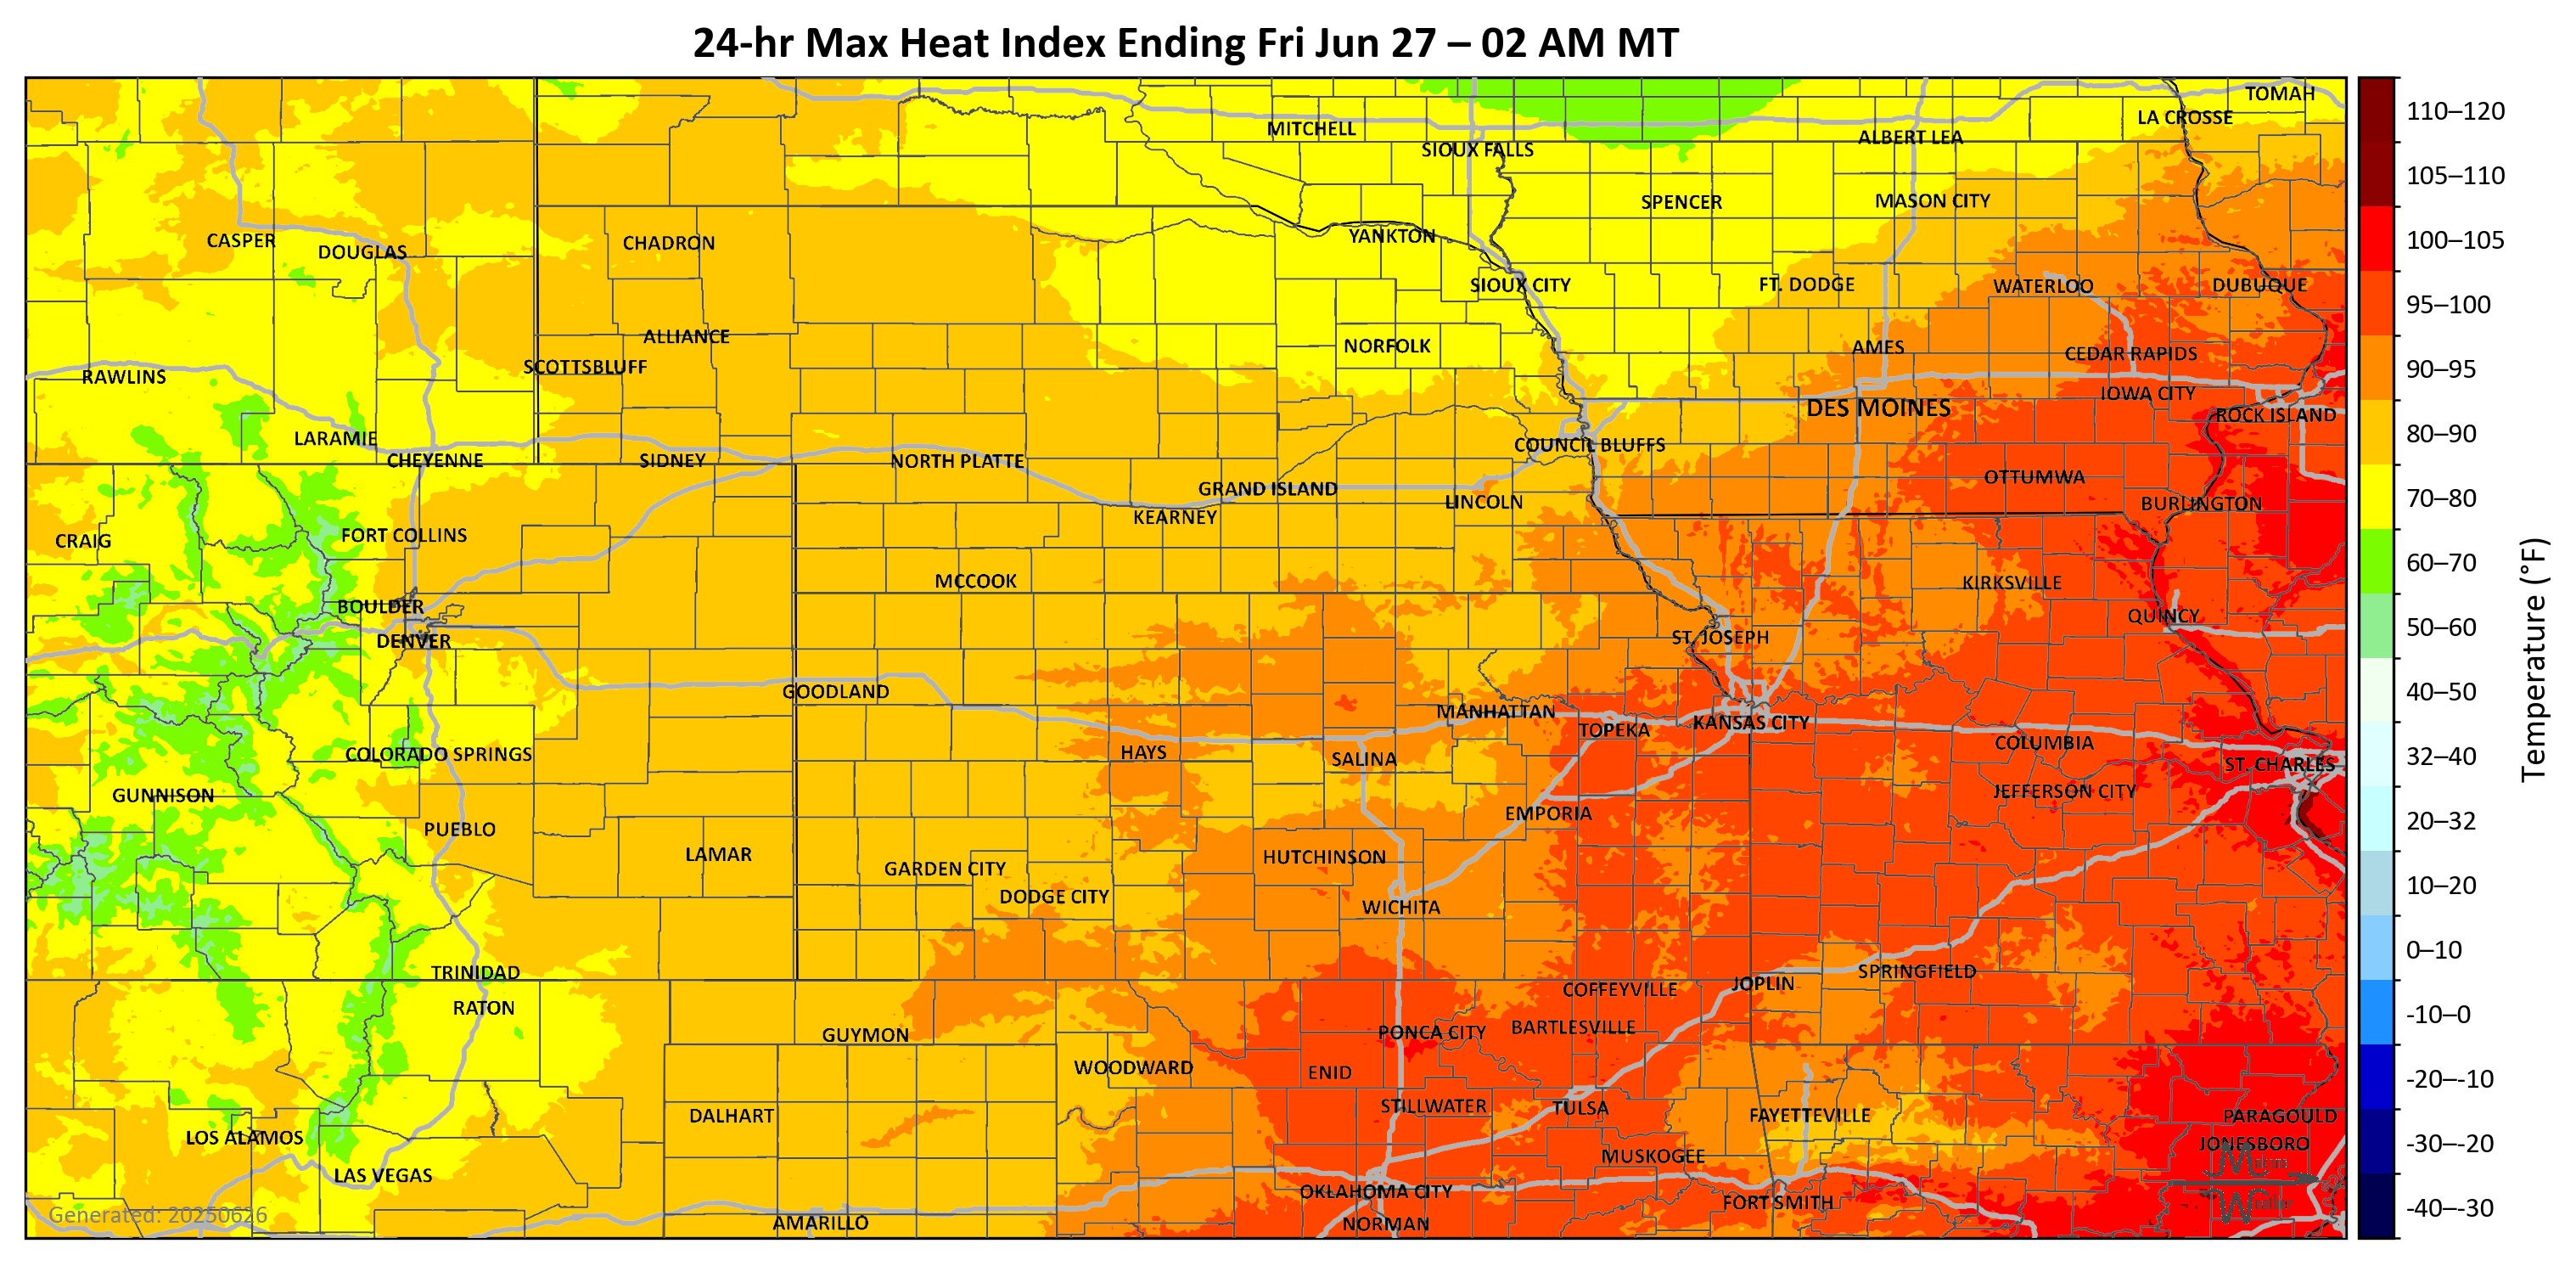 24-hr Max Heat Index Ending Fri Jun 27 – 02 AM MT
TOMAH
LA CROSSE
MITCHELL
ALBERT LEA
SIOUX FALLS
SPENCER
MASON CITY
YANKTON
CASPER
CHADRON
DOUGLAS
SIOUX CITY
FT. DODGE
WATERLOO
DUBUQUE
ALLIANCE
NORFOLK
AMES
CEDAR RAPIDS
SCOTTSBLUFF
RAWLINS
IOWA CITY
DES MOINES
ROCK ISLAND
LARAMIE
COUNCIL BLUFFS
CHEYENNE
SIDNEY
NORTH PLATTE
OTTUMWA
GRAND ISLAND
LINCOLN
BURLINGTON
KEARNEY
FORT COLLINS
CRAIG
MCCOOK
KIRKSVILLE
BOULDER
QUINCY
DENVER
ST. JOSEPH
GOODLAND
MANHATTAN
KANSAS CITY
TOPEKA
COLUMBIA
COLORADO SPRINGS
HAYS
SALINA
ST. CHARLES
GUNNISON
JEFFERSON CITY
EMPORIA
PUEBLO
LAMAR
HUTCHINSON
GARDEN CITY
DODGE CITY
WICHITA
TRINIDAD
SPRINGFIELD
JOPLIN
COFFEYVILLE
RATON
BARTLESVILLE
PONCA CITY
GUYMON
WOODWARD
ENID
STILLWATER
TULSA
DALHART
FAYETTEVILLE
PARAGOULD
LOS ALAMOS
JONESBORO
MUSKOGEE
LAS VEGAS
OKLAHOMA CITY
FORT SMITH
AMARILLO
NORMAN
Generated: 20250626
110–120
105–110
100–105
95–100
90–95
80–90
70–80
60–70
50–60
40–50
32–40
20–32
10–20
0–10
-10–0
-20–-10
-30–-20
-40–-30
Temperature (°F)